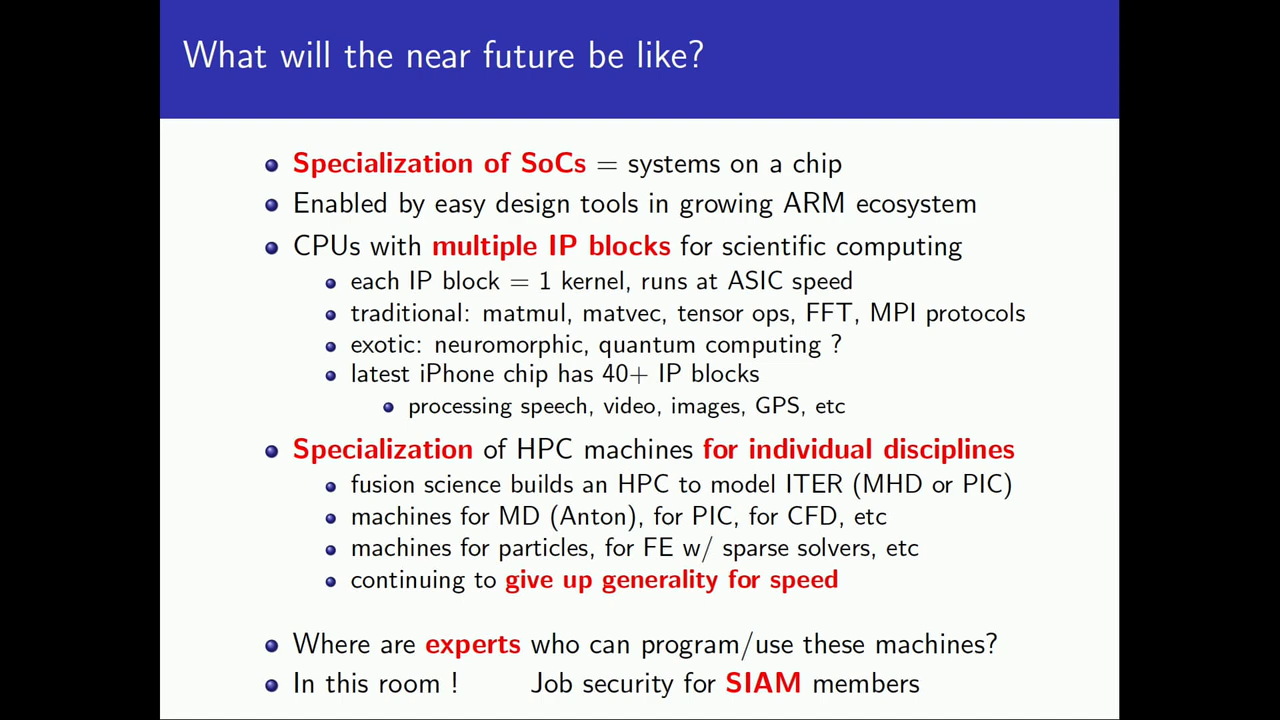 What will the near future be like?
Specialization of SoCs = systems on a chip
Enabled by easy design tools in growing ARM ecosystem
CPUs with multiple IP blocks for scientific computing
each IP block = 1 kernel, runs at ASIC speed
traditional: matmul, matvec, tensor ops, FFT, MPI protocols
exotic: neuromorphic, quantum computing ?
latest iPhone chip has 40+ IP blocks
processing speech, video, images, GPS, etc
Specialization of HPC machines for individual disciplines
fusion science builds an HPC to model ITER (MHD or PIC)
machines for MD (Anton), for PIC, for CFD, etc
machines for particles, for FE w/ sparse solvers, etc
continuing to give up generality for speed
Where are experts who can program/use these machines?
In this room ! Job security for SIAM members